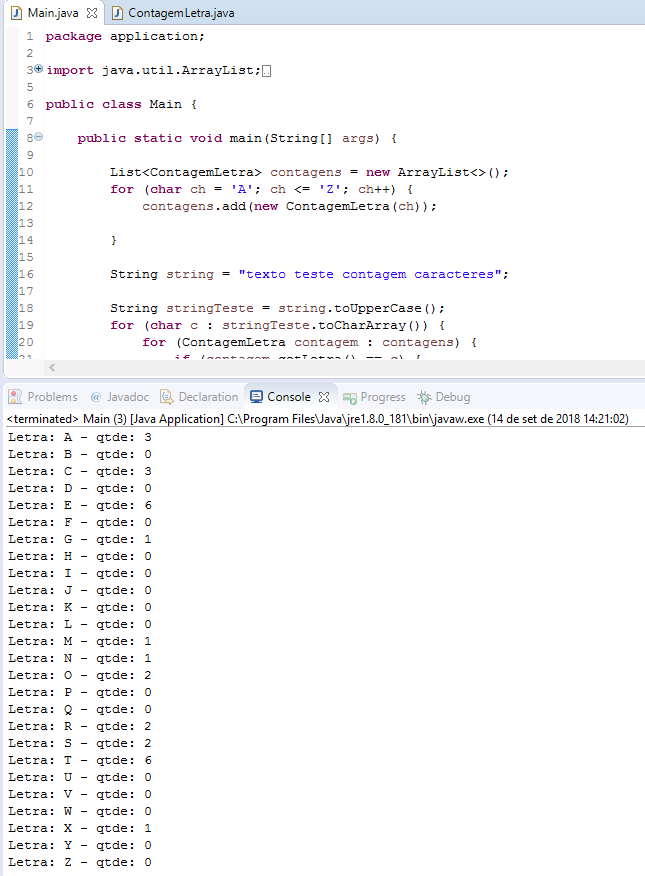 Main.java ContagemLetra.java
1 package application;
2
3 import java.util.ArrayList;
5
6 public class Main {
7
8 public static void main(String[] args) {
9
10 List<ContagemLetra> contagens = new ArrayList<>();
11 for (char ch = 'A'; ch <= 'Z'; ch++) {
12 contagens.add(new ContagemLetra(ch));
13
14 }
15
16 String string = "texto teste contagem caracteres";
17
18 String stringTeste = string.toUpperCase();
19 for (char c : stringTeste.toCharArray()) {
20 for (ContagemLetra contagem : contagens) {
21 if (contagem.getLetra() == c) {
Problems Javadoc Declaration Console Progress Debug
<terminated> Main (3) [Java Application] C:\Program Files\Java\jre1.8.0_181\bin\javaw.exe (14 de set de 2018 14:21:02)
Letra: A - qtde: 3
Letra: B - qtde: 0
Letra: C - qtde: 3
Letra: D - qtde: 0
Letra: E - qtde: 6
Letra: F - qtde: 0
Letra: G - qtde: 1
Letra: H - qtde: 0
Letra: I - qtde: 0
Letra: J - qtde: 0
Letra: K - qtde: 0
Letra: L - qtde: 0
Letra: M - qtde: 1
Letra: N - qtde: 1
Letra: O - qtde: 2
Letra: P - qtde: 0
Letra: Q - qtde: 0
Letra: R - qtde: 2
Letra: S - qtde: 2
Letra: T - qtde: 6
Letra: U - qtde: 0
Letra: V - qtde: 0
Letra: W - qtde: 0
Letra: X - qtde: 1
Letra: Y - qtde: 0
Letra: Z - qtde: 0